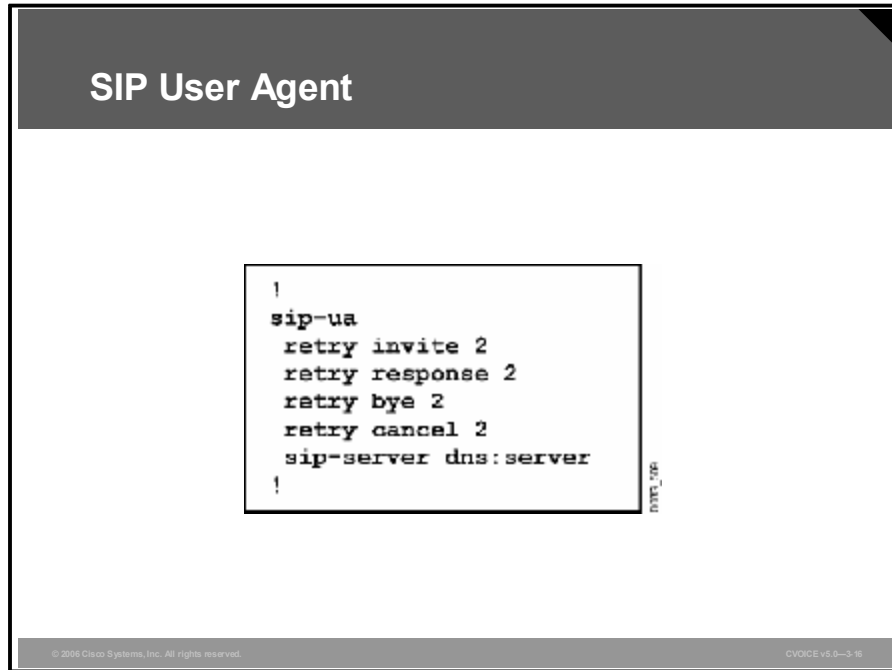 SIP User Agent
!
sip-ua
retry invite 2
retry response 2
retry bye 2
retry cancel 2
sip-server dns:server
!
© 2006 Cisco Systems, Inc. All rights reserved.
CVOICE v5.0—3-16